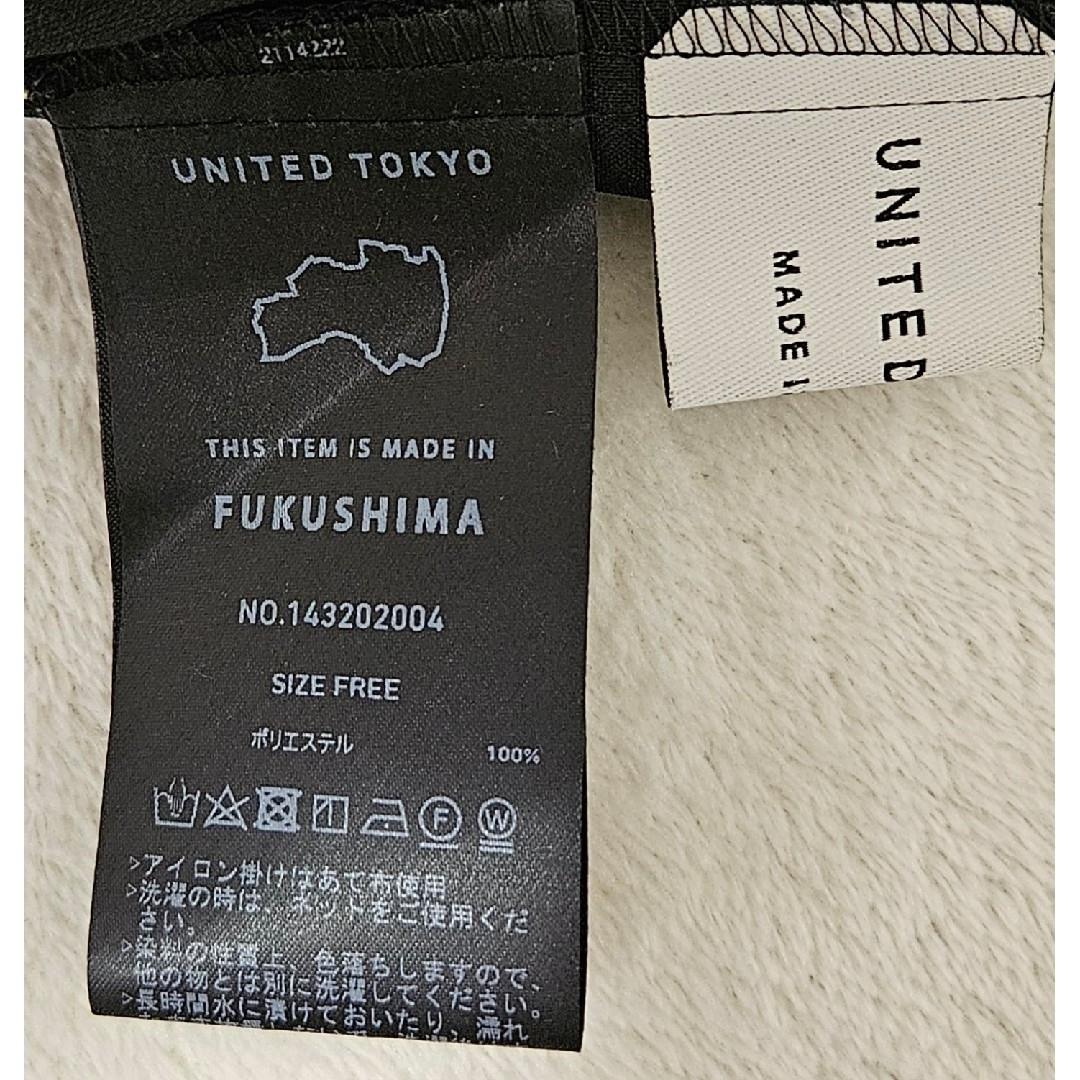 2114222
UNITED TOKYO
THIS ITEM IS MADE IN
FUKUSHIMA
NO.143202004
SIZE FREE
ポリエステル 100%
F W
>アイロン掛けはあて布使用
>洗濯の時は、ネットをご使用くだ
さい。
>染料の性質上、色落ちしますので、
他の物とは別に洗濯してください。
>長時間水に漬けておいたり、濡れ
UNITED
MADE I